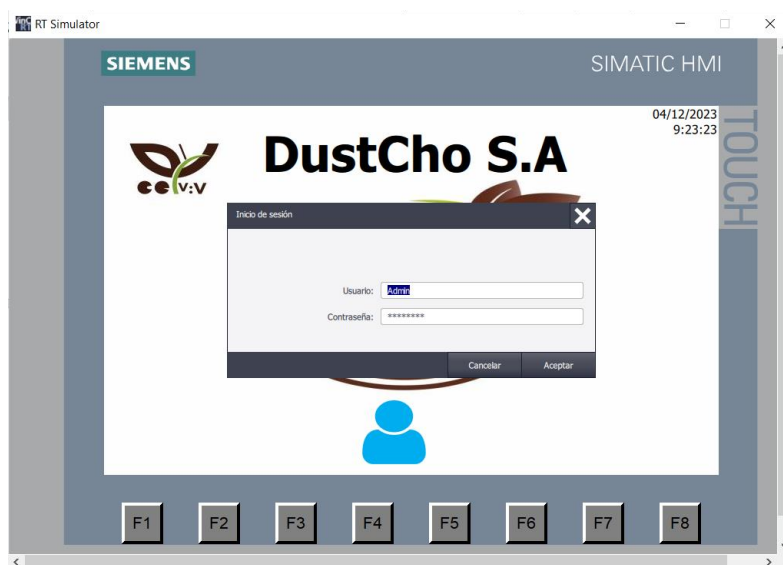 RT Simulator
SIEMENS
SIMATIC HMI
04/12/2023
9:23:23
TOUCH
DustCho S.A
Inicio de sesión
Usuario: Admin
Contraseña: ********
Cancelar Aceptar
F1 F2 F3 F4 F5 F6 F7 F8